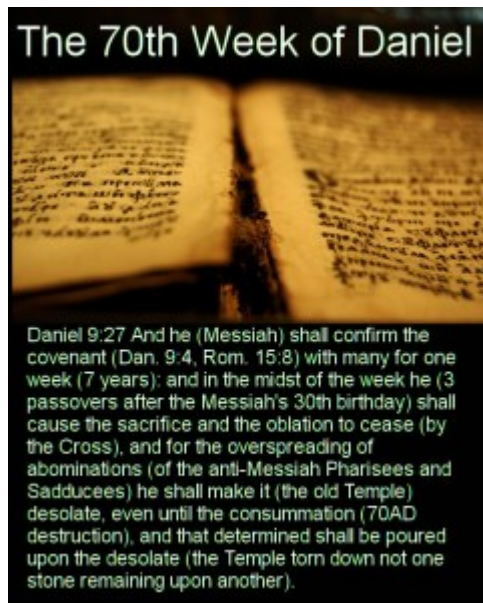 The 70th Week of Daniel
Daniel 9:27 And he (Messiah) shall confirm the
covenant (Dan. 9:4, Rom. 15:8) with many for one
week (7 years): and in the midst of the week he (3
passovers after the Messiah's 30th birthday) shall
cause the sacrifice and the oblation to cease (by
the Cross), and for the overspreading of
abominations (of the anti-Messiah Pharisees and
Sadducees) he shall make it (the old Temple)
desolate, even until the consummation (70AD
destruction), and that determined shall be poured
upon the desolate (the Temple torn down not one
stone remaining upon another).